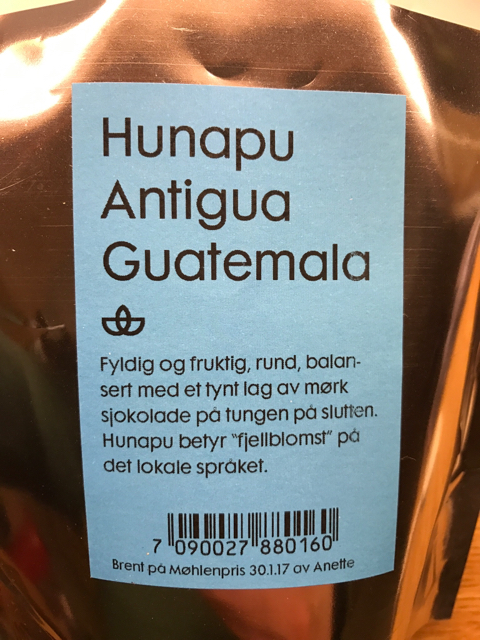 Hunapu
Antigua
Guatemala
Fyldig og fruktig, rund, balan-
sert med et tynt lag av mørk
sjokolade på tungen på slutten.
Hunapu betyr "fjellblomst" på
det lokale språket.
7 090027 880160
Brent på Møhlenpris 30.1.17 av Anette